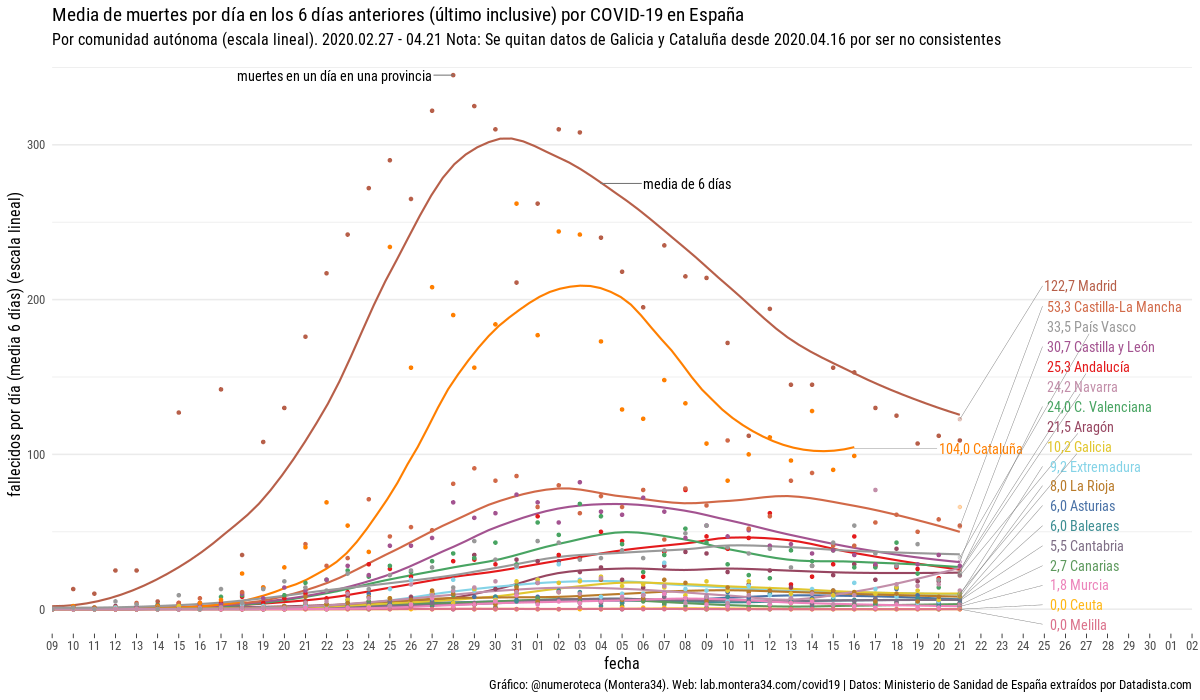 Media de muertes por día en los 6 días anteriores (último inclusive) por COVID-19 en España
Por comunidad autónoma (escala lineal). 2020.02.27 - 04.21 Nota: Se quitan datos de Galicia y Cataluña desde 2020.04.16 por ser no consistentes
muertes en un día en una provincia
media de 6 días
fallecidos por día (media 6 días) (escala lineal)
300
200
100
0
122,7 Madrid
53,3 Castilla-La Mancha
33,5 País Vasco
30,7 Castilla y León
25,3 Andalucía
24,2 Navarra
24,0 C. Valenciana
21,5 Aragón
104,0 Cataluña
10,2 Galicia
9,2 Extremadura
8,0 La Rioja
6,0 Asturias
6,0 Baleares
5,5 Cantabria
2,7 Canarias
1,8 Murcia
0,0 Ceuta
0,0 Melilla
09 10 11 12 13 14 15 16 17 18 19 20 21 22 23 24 25 26 27 28 29 30 31 01 02 03 04 05 06 07 08 09 10 11 12 13 14 15 16 17 18 19 20 21 22 23 24 25 26 27 28 29 30 01 02
fecha
Gráfico: @numeroteca (Montera34). Web: lab.montera34.com/covid19 | Datos: Ministerio de Sanidad de España extraídos por Datadista.com